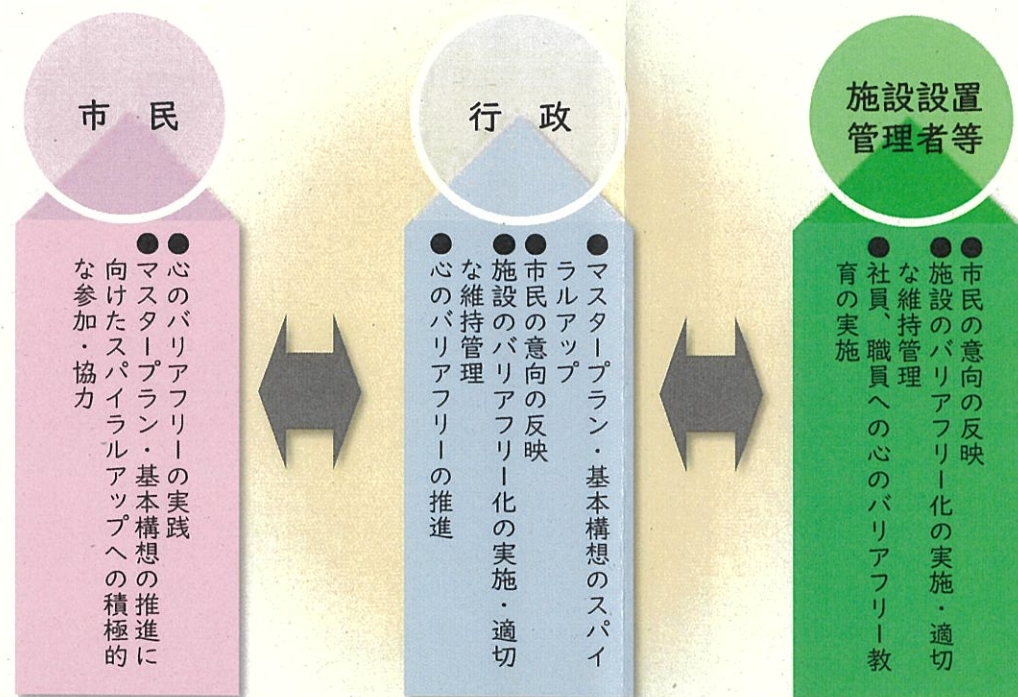 市民
●心のバリアフリーの実践
●マスタープラン・基本構想の推進に
向けたスパイラルアップへの積極的
な参加・協力
行政
●マスタープラン・基本構想のスパイ
ラルアップ
●市民の意向の反映
●施設のバリアフリー化の実施・適切
な維持管理
●心のバリアフリーの推進
施設設置
管理者等
●市民の意向の反映
●施設のバリアフリー化の実施・適切
な維持管理
●社員、職員への心のバリアフリー教
育の実施